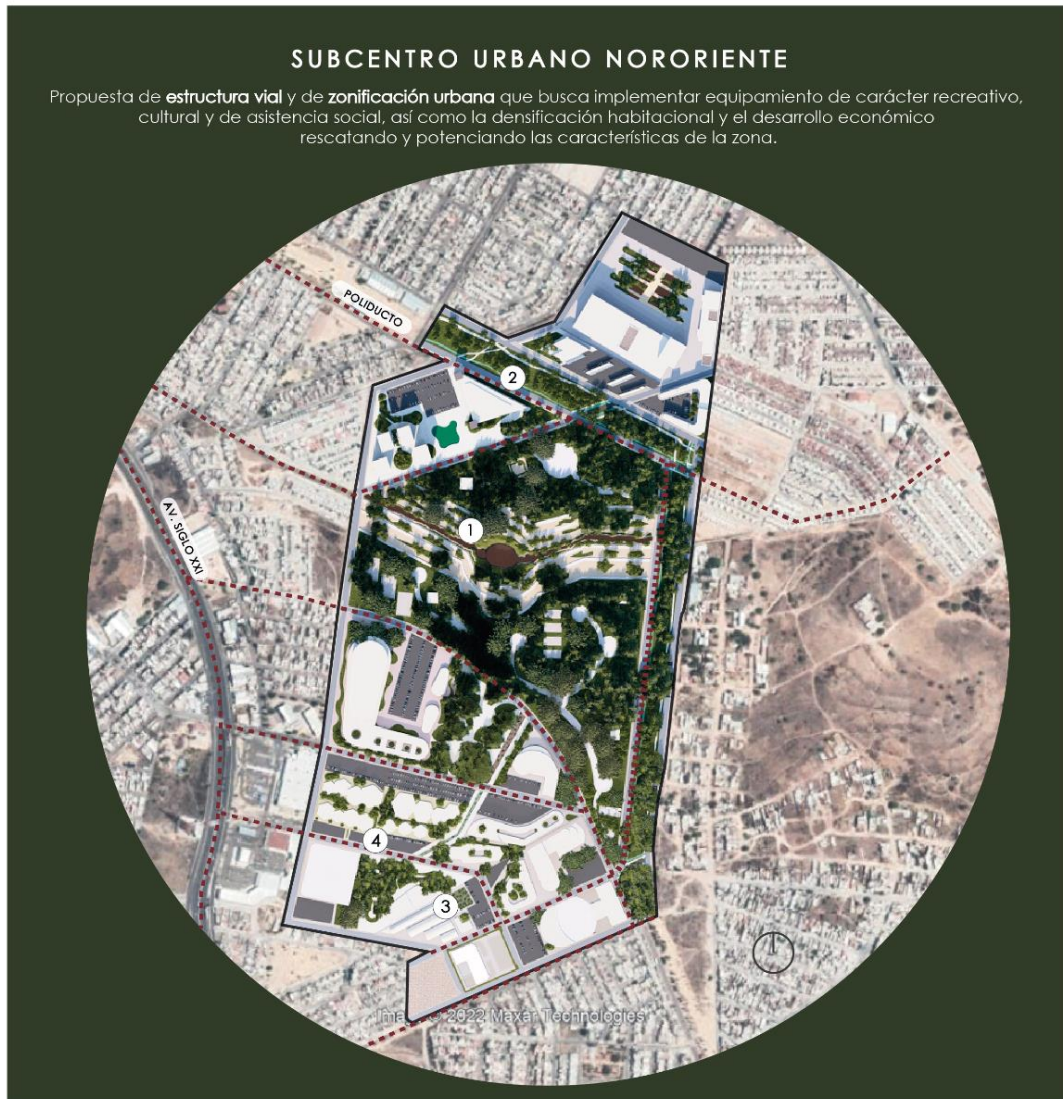 SUBCENTRO URBANO NORORIENTE
Propuesta de estructura vial y de zonificación urbana que busca implementar equipamiento de carácter recreativo,
cultural y de asistencia social, así como la densificación habitacional y el desarrollo económico
rescatando y potenciando las características de la zona.
POLIDUCTO
2
1
AV. SIGLO XXI
4
3
© 2022 Maxar Technologies